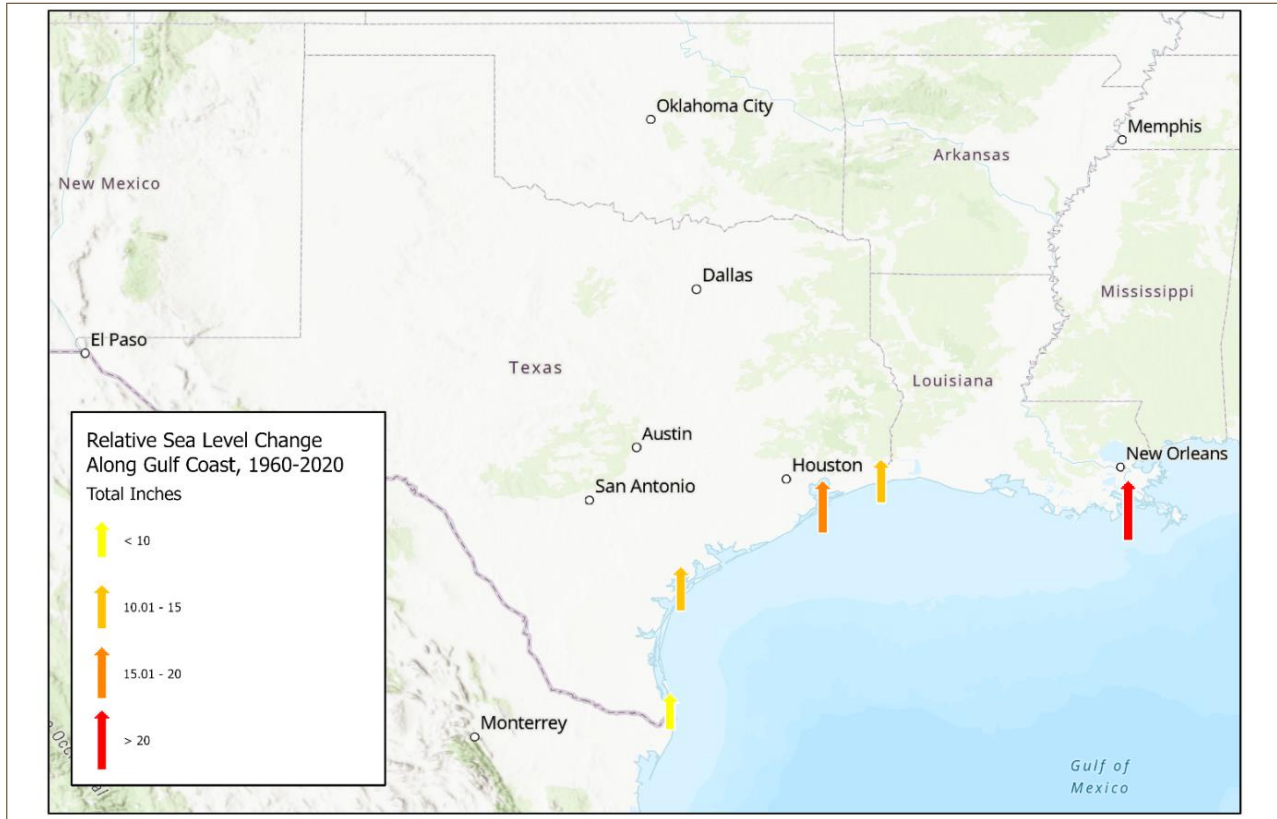 Oklahoma City
Memphis
Arkansas
New Mexico
Dallas
Mississippi
El Paso
Texas
Louisiana
Austin
Houston
New Orleans
San Antonio
Relative Sea Level Change
Along Gulf Coast, 1960-2020
Total Inches
< 10
10.01 - 15
15.01 - 20
> 20
Monterrey
Gulf of
Mexico